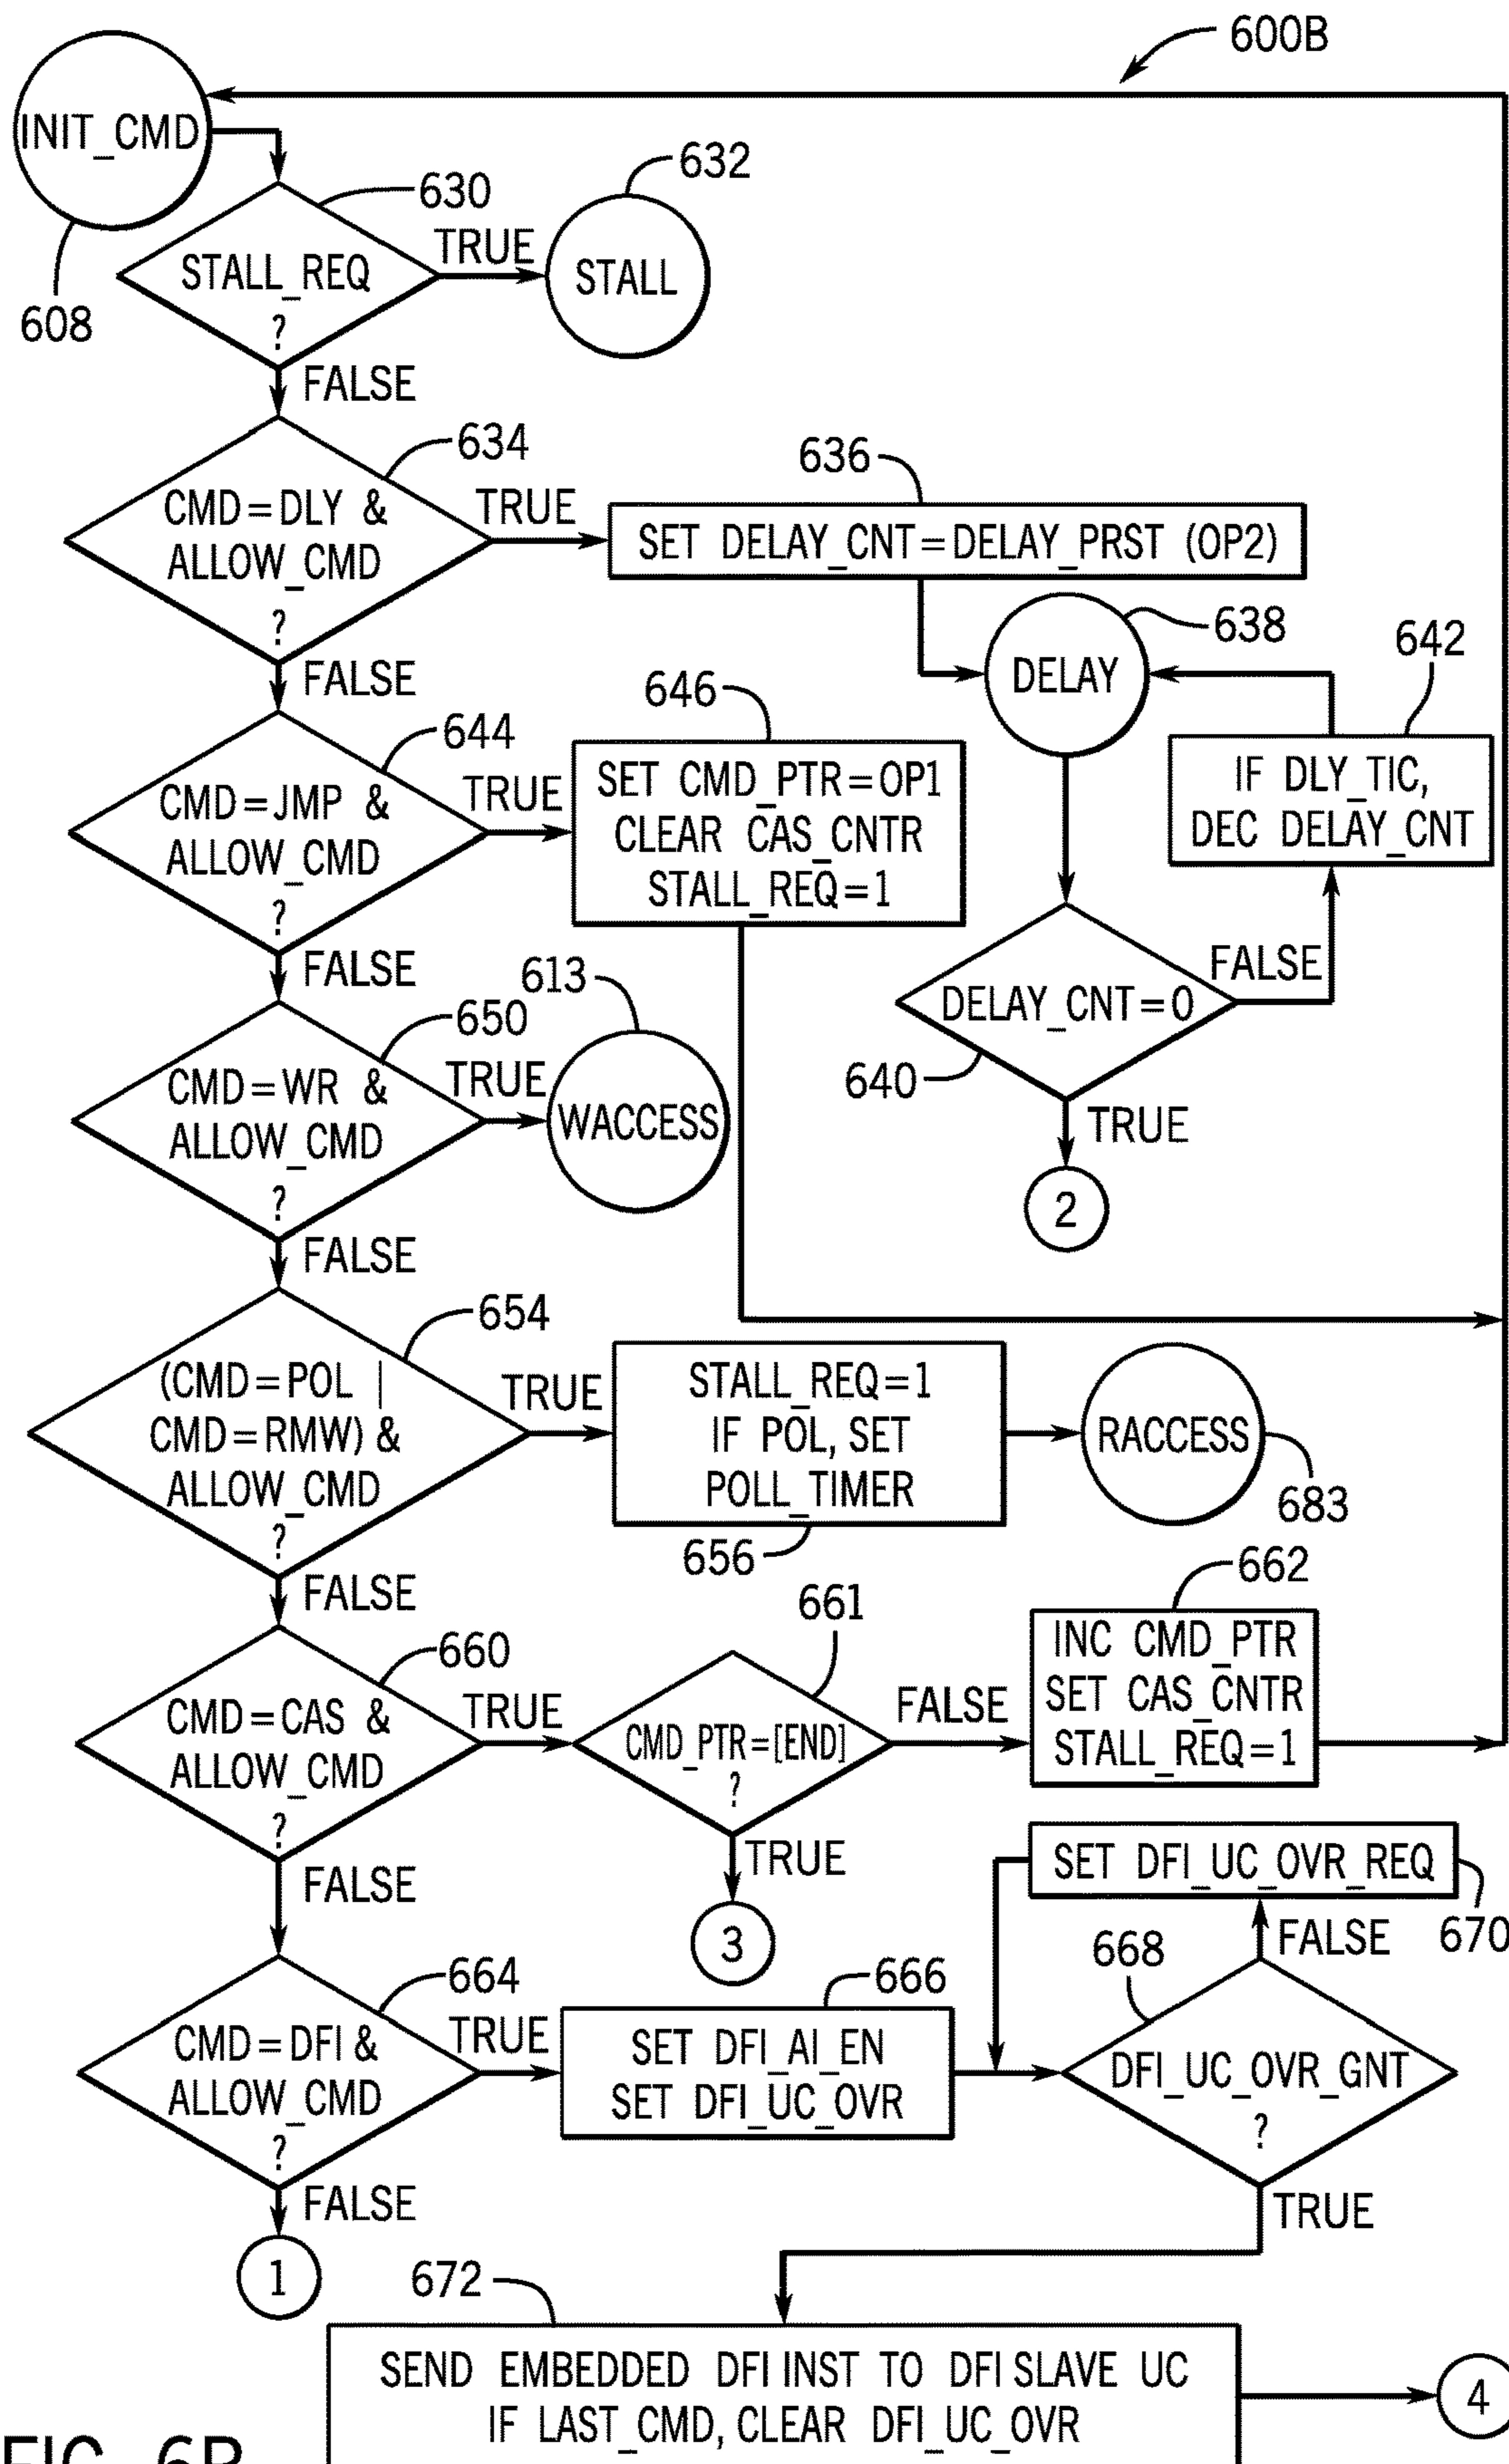 600B
INIT_CMD
608
630
632
STALL_REQ
?
TRUE
STALL
FALSE
634
CMD=DLY &
ALLOW_CMD
?
TRUE
636
SET DELAY_CNT=DELAY_PRST (OP2)
FALSE
638
DELAY
642
IF DLY_TIC,
DEC DELAY_CNT
644
CMD=JMP &
ALLOW_CMD
?
TRUE
646
SET CMD_PTR=OP1
CLEAR CAS_CNTR
STALL_REQ=1
FALSE
DELAY_CNT=0
FALSE
640
TRUE
2
650
CMD=WR &
ALLOW_CMD
?
TRUE
613
WACCESS
FALSE
654
(CMD=POL |
CMD=RMW) &
ALLOW_CMD
?
TRUE
STALL_REQ=1
IF POL, SET
POLL_TIMER
656
RACCESS
683
FALSE
660
CMD=CAS &
ALLOW_CMD
?
TRUE
661
CMD_PTR=[END]
?
FALSE
662
INC CMD_PTR
SET CAS_CNTR
STALL_REQ=1
TRUE
3
FALSE
664
CMD=DFI &
ALLOW_CMD
?
TRUE
666
SET DFI_AI_EN
SET DFI_UC_OVR
SET DFI_UC_OVR_REQ
670
FALSE
668
DFI_UC_OVR_GNT
?
TRUE
FALSE
1
672
SEND EMBEDDED DFI INST TO DFI SLAVE UC
IF LAST_CMD, CLEAR DFI_UC_OVR
4
FIG. 6B